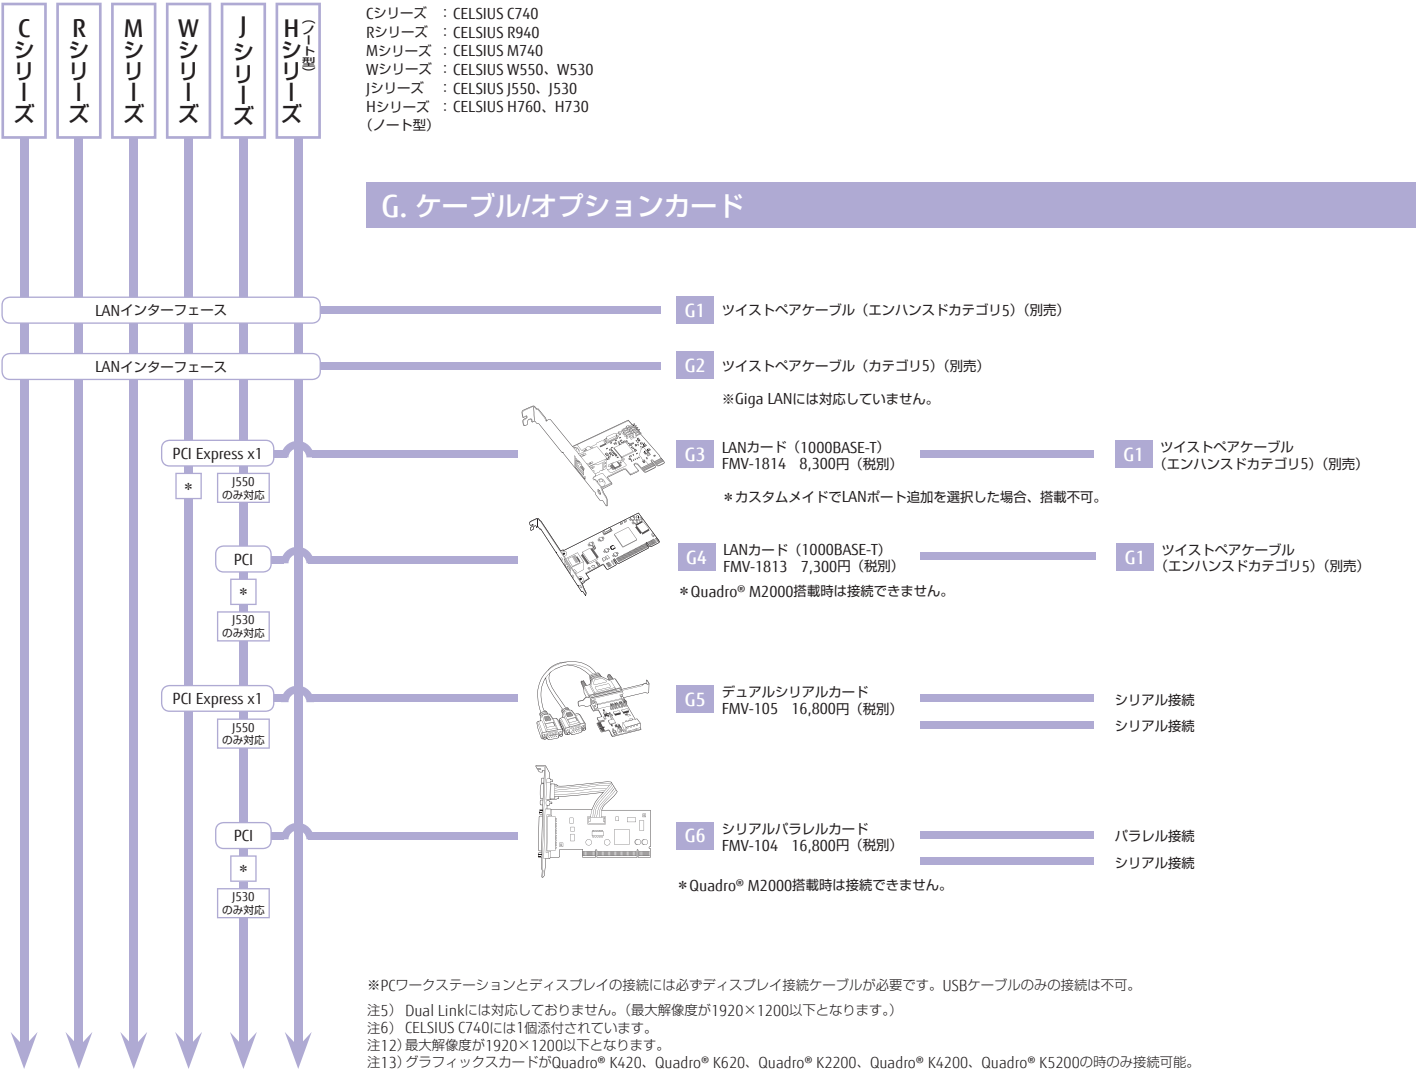 Cシリーズ
Rシリーズ
Mシリーズ
Wシリーズ
Jシリーズ
Hシリーズ
(ノート型)
Cシリーズ ：CELSIUS C740
Rシリーズ ：CELSIUS R940
Mシリーズ ：CELSIUS M740
Wシリーズ ：CELSIUS W550、W530
Jシリーズ ：CELSIUS J550、J530
Hシリーズ ：CELSIUS H760、H730
(ノート型)
G. ケーブル/オプションカード
LANインターフェース
G1 ツイストペアケーブル（エンハンスドカテゴリ5）（別売）
LANインターフェース
G2 ツイストペアケーブル（カテゴリ5）（別売）
※Giga LANには対応していません。
PCI Express x1
＊
J550
のみ対応
G3 LANカード（1000BASE-T）
FMV-1814 8,300円（税別）
＊カスタムメイドでLANポート追加を選択した場合、搭載不可。
G1 ツイストペアケーブル
（エンハンスドカテゴリ5）（別売）
PCI
＊
J530
のみ対応
G4 LANカード（1000BASE-T）
FMV-1813 7,300円（税別）
＊Quadro® M2000搭載時は接続できません。
G1 ツイストペアケーブル
（エンハンスドカテゴリ5）（別売）
PCI Express x1
J550
のみ対応
G5 デュアルシリアルカード
FMV-105 16,800円（税別）
シリアル接続
シリアル接続
PCI
＊
J530
のみ対応
G6 シリアルパラレルカード
FMV-104 16,800円（税別）
＊Quadro® M2000搭載時は接続できません。
パラレル接続
シリアル接続
※PCワークステーションとディスプレイの接続には必ずディスプレイ接続ケーブルが必要です。USBケーブルのみの接続は不可。
注5） Dual Linkには対応しておりません。（最大解像度が1920×1200以下となります。）
注6） CELSIUS C740には1個添付されています。
注12）最大解像度が1920×1200以下となります。
注13）グラフィックスカードがQuadro® K420、Quadro® K620、Quadro® K2200、Quadro® K4200、Quadro® K5200の時のみ接続可能。